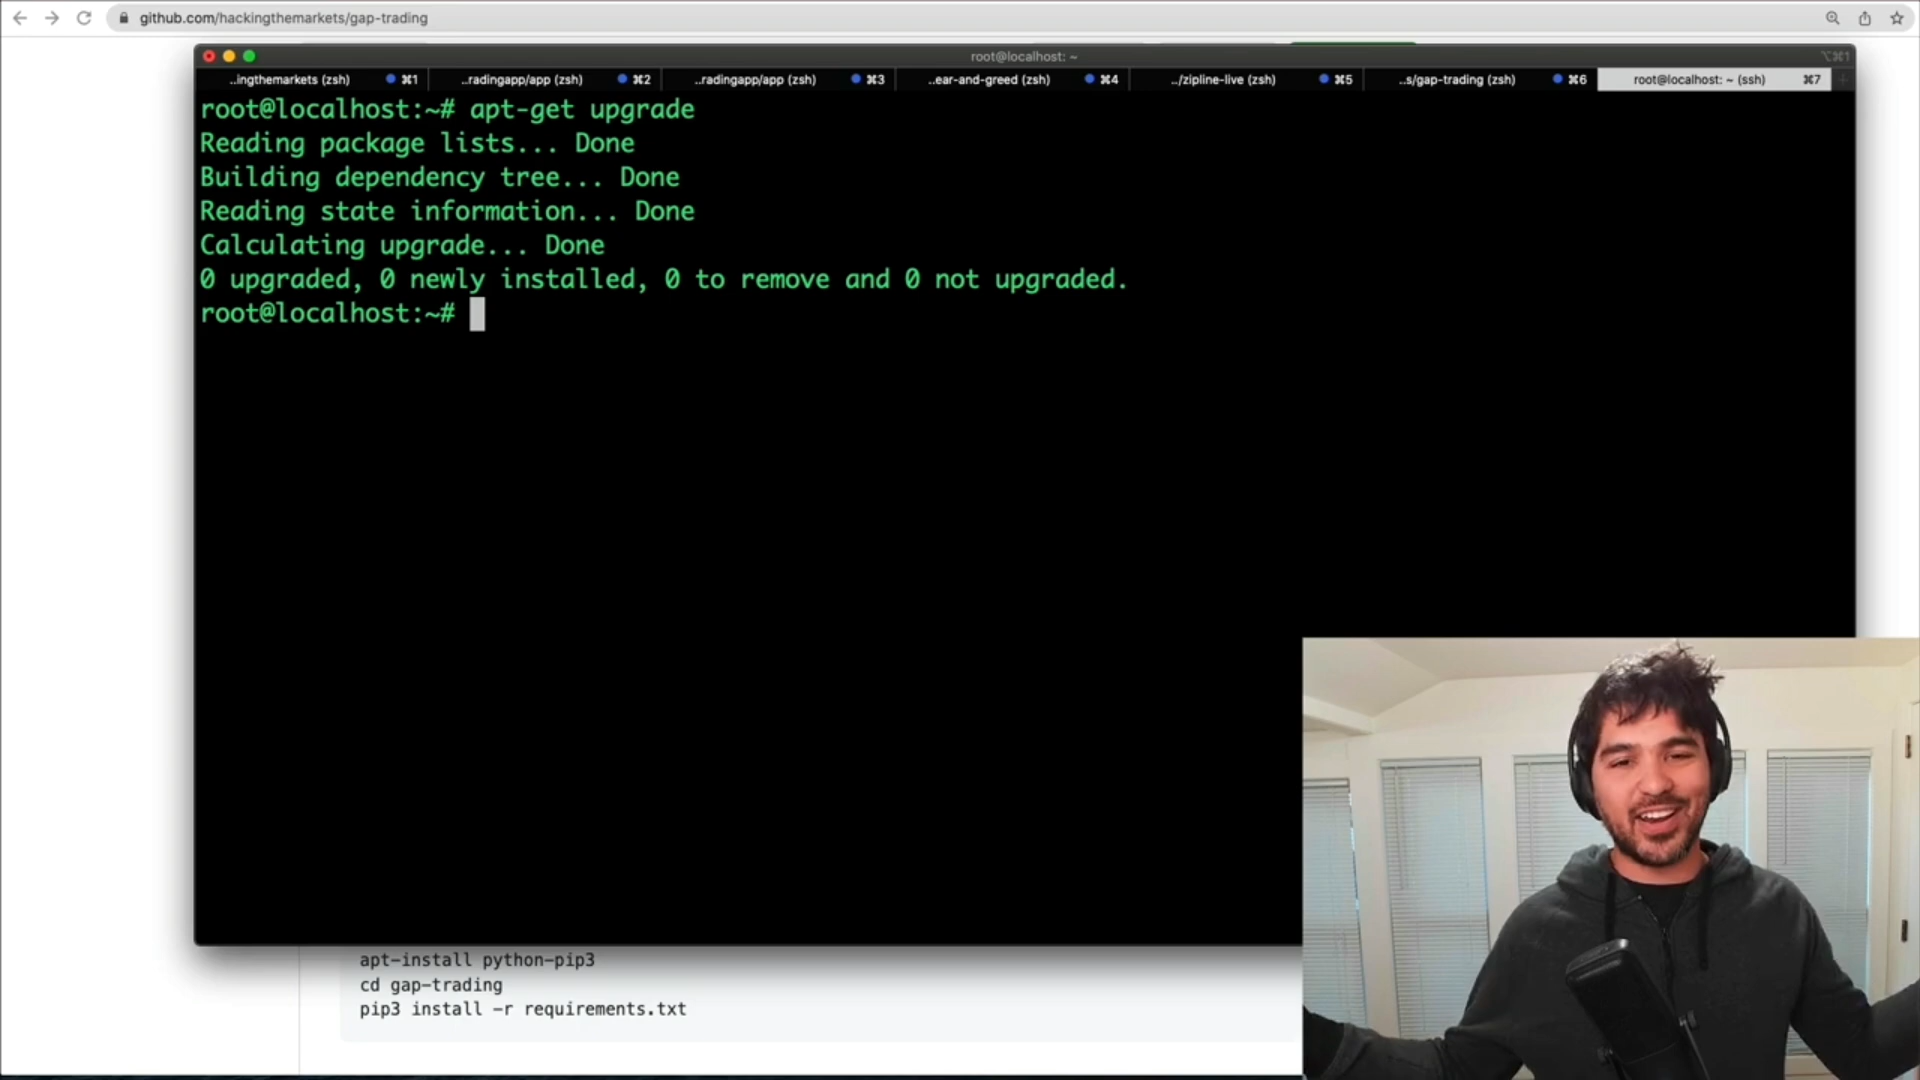 github.com/hackingthemarkets/gap-trading
root@localhost: ~
⌥⌘1
..ingthemarkets (zsh) ⌘1 ..radingapp/app (zsh) ⌘2 ..radingapp/app (zsh) ⌘3 ..ear-and-greed (zsh) ⌘4 ../zipline-live (zsh) ⌘5 ..s/gap-trading (zsh) ⌘6 root@localhost: ~ (ssh) ⌘7
root@localhost:~# apt-get upgrade
Reading package lists... Done
Building dependency tree... Done
Reading state information... Done
Calculating upgrade... Done
0 upgraded, 0 newly installed, 0 to remove and 0 not upgraded.
root@localhost:~#
apt-install python-pip3
cd gap-trading
pip3 install -r requirements.txt